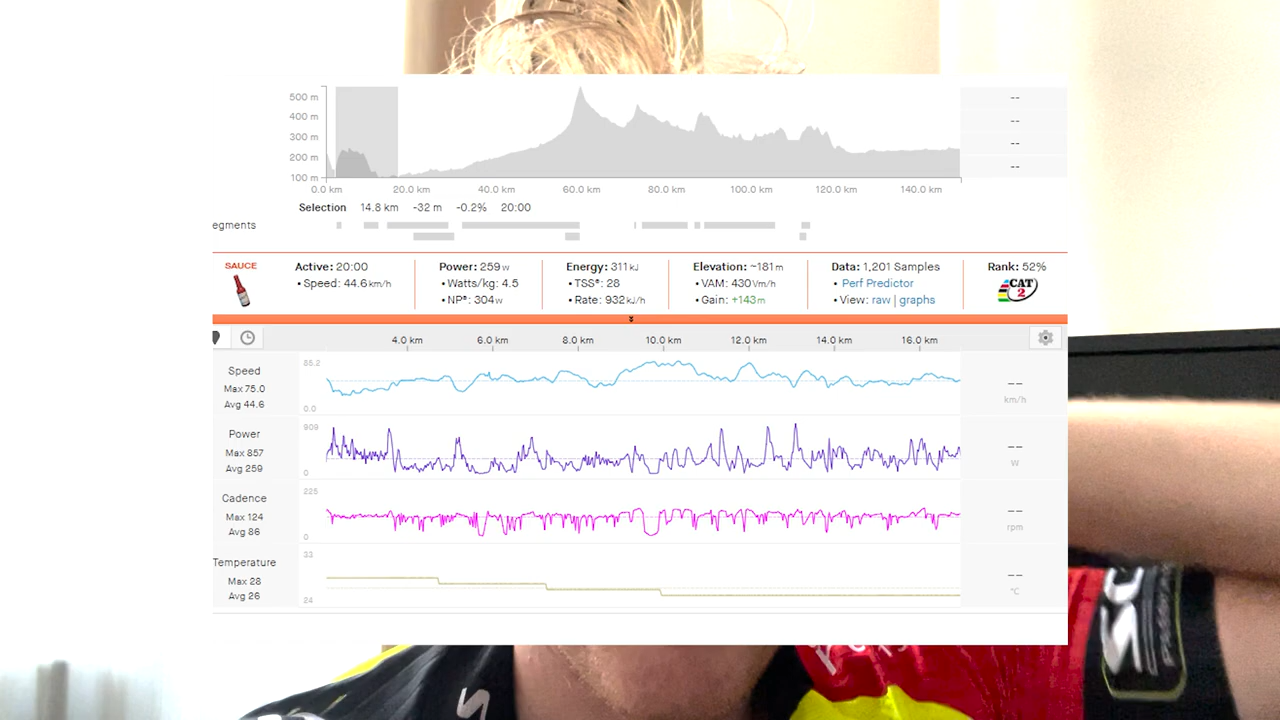 500 m
400 m
300 m
200 m
100 m
--
--
--
--
0.0 km 20.0 km 40.0 km 60.0 km 80.0 km 100.0 km 120.0 km 140.0 km
Selection 14.8 km -32 m -0.2% 20:00
egments
SAUCE
Active: 20:00
• Speed: 44.6 km/h
Power: 259 w
• Watts/kg: 4.5
• NP®: 304 w
Energy: 311 kJ
• TSS®: 28
• Rate: 932 kJ/h
Elevation: ~181 m
• VAM: 430 Vm/h
• Gain: +143 m
Data: 1,201 Samples
• Perf Predictor
• View: raw | graphs
Rank: 52%
CAT
2
4.0 km 6.0 km 8.0 km 10.0 km 12.0 km 14.0 km 16.0 km
Speed
Max 75.0
Avg 44.6
85.2
0.0
--
km/h
Power
Max 857
Avg 259
909
0
--
W
Cadence
Max 124
Avg 86
225
0
--
rpm
Temperature
Max 28
Avg 26
33
24
--
°C